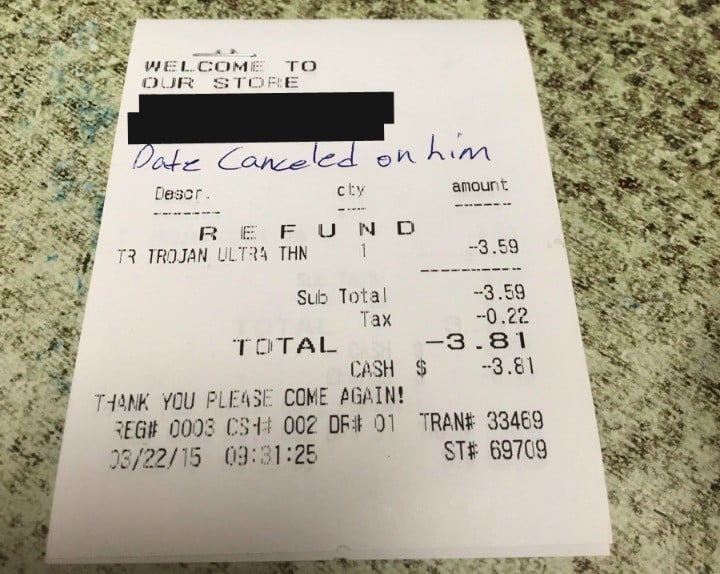 WELCOME TO
OUR STORE
Date Canceled on him
Descr. cty amount
REFUND
TR TROJAN ULTRA THN 1 -3.59
Sub Total -3.59
Tax -0.22
TOTAL -3.81
CASH $ -3.81
THANK YOU PLEASE COME AGAIN!
REG# 0003 CSH# 002 DR# 01 TRAN# 33469
03/22/15 09:31:25 ST# 69709